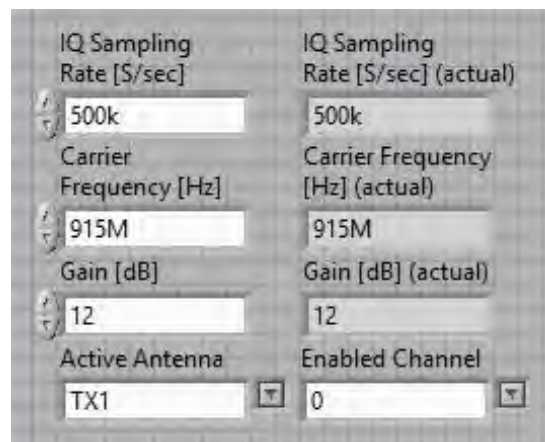 IQ Sampling
Rate [S/sec]
500k
Carrier
Frequency [Hz]
915M
Gain [dB]
12
Active Antenna
TX1
IQ Sampling
Rate [S/sec] (actual)
500k
Carrier Frequency
[Hz] (actual)
915M
Gain [dB] (actual)
12
Enabled Channel
0